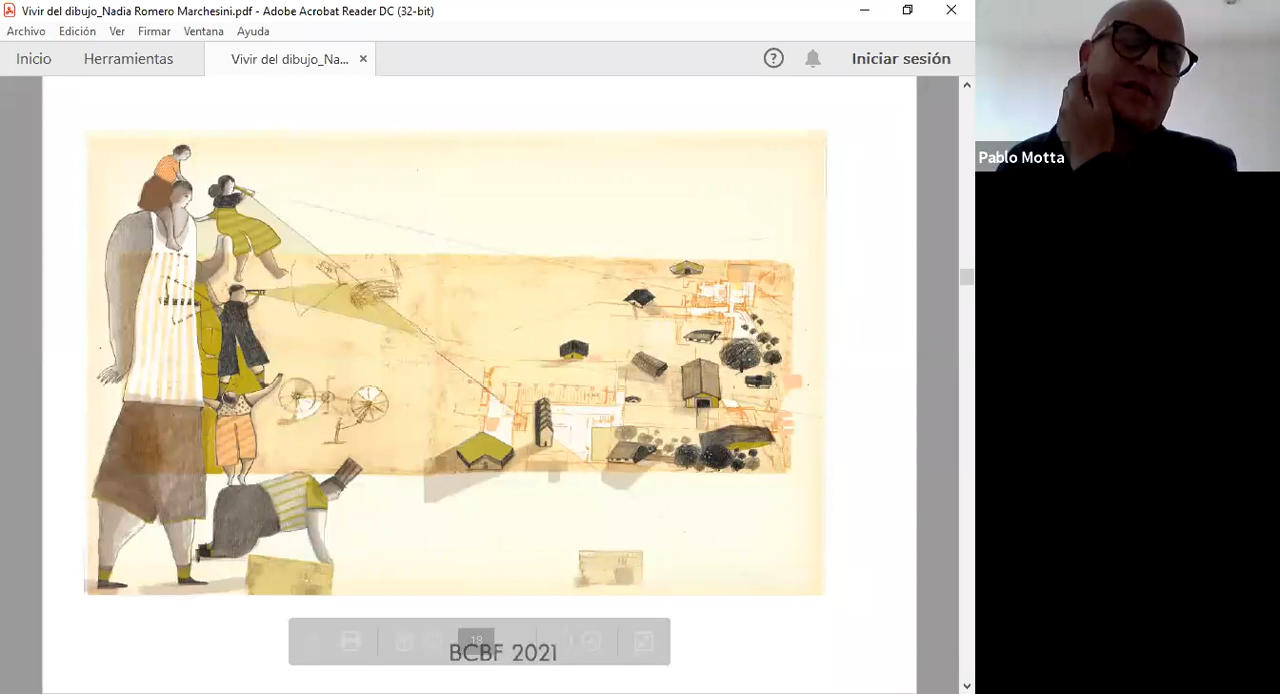 Vivir del dibujo_Nadia Romero Marchesini.pdf - Adobe Acrobat Reader DC (32-bit)
Archivo Edición Ver Firmar Ventana Ayuda
Inicio Herramientas Vivir del dibujo_Na... × Iniciar sesión
Pablo Motta
19
BCBF 2021